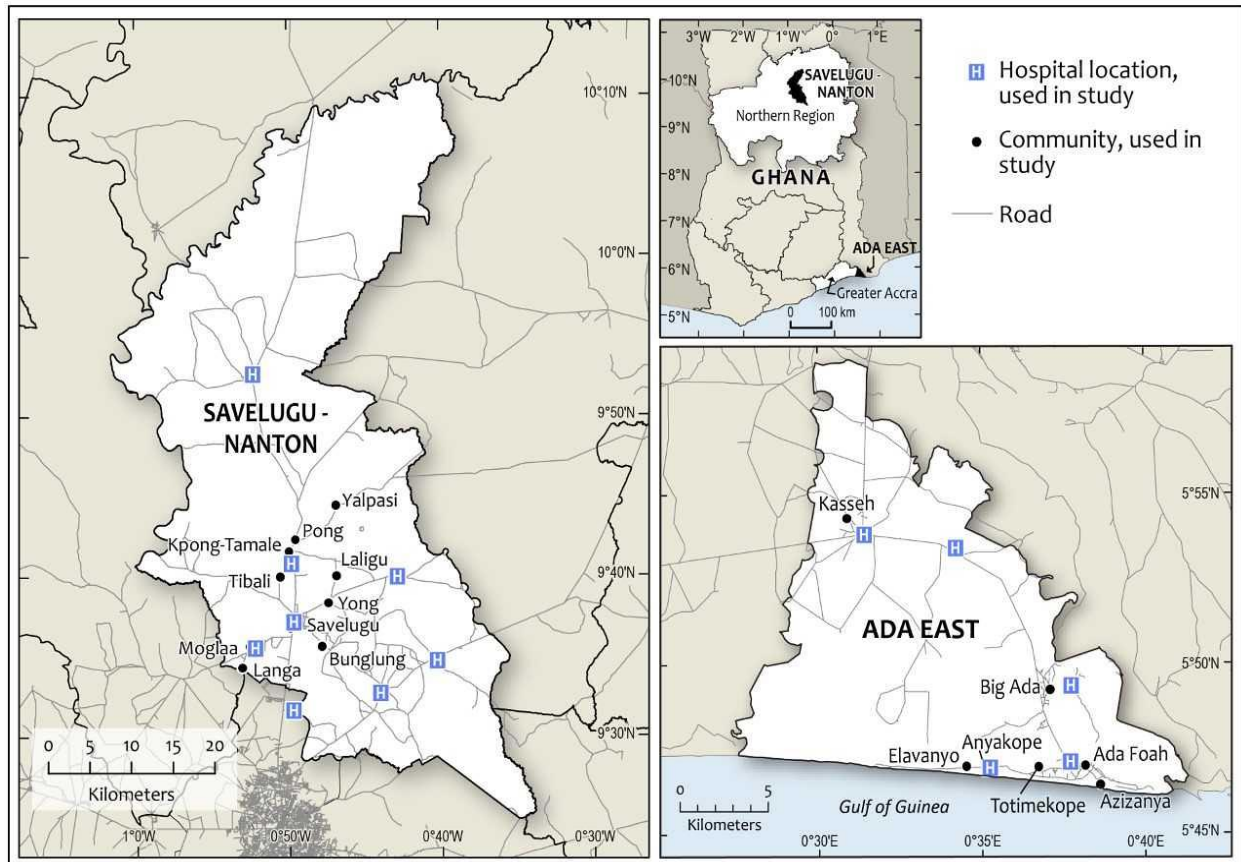 10°10'N
10°0'N
9°50'N
9°40'N
9°30'N
SAVELUGU -
NANTON
Yalpasi
Pong
Kpong-Tamale
Laligu
Tibali
Yong
Savelugu
Moglaa
Bunglung
Langa
0 5 10 15 20
Kilometers
1°0'W 0°50'W 0°40'W 0°30'W
3°W 2°W 1°W 0° 1°E
10°N
9°N
8°N
7°N
6°N
5°N
SAVELUGU -
NANTON
Northern Region
GHANA
ADA EAST
Greater Accra
0 100 km
H Hospital location,
used in study
Community, used in
study
Road
Kasseh
5°55'N
ADA EAST
5°50'N
Big Ada
Elavanyo
Anyakope
Ada Foah
Totimekope
Azizanya
Gulf of Guinea
0 5
Kilometers
5°45'N
0°30'E 0°35'E 0°40'E